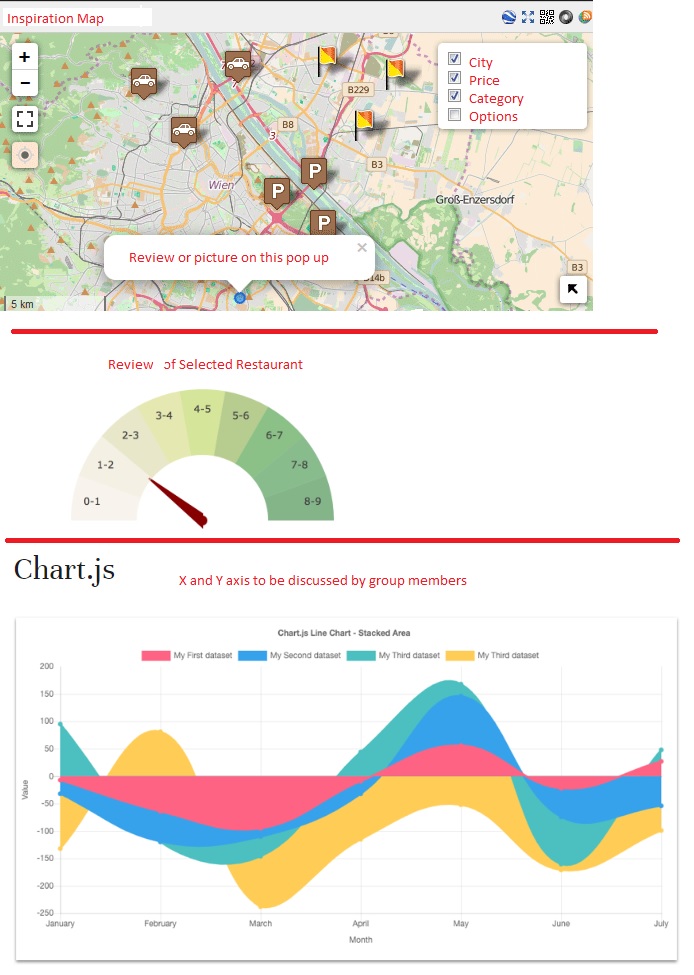 Inspiration Map
+
−
City
Price
Category
Options
B229
B8
3
7
B3
P
P
P
Wien
Groß-Enzersdorf
Review or picture on this pop up
×
14b
B3
5 km
Review of Selected Restaurant
0-1
1-2
2-3
3-4
4-5
5-6
6-7
7-8
8-9
Chart.js
X and Y axis to be discussed by group members
Chart.js Line Chart - Stacked Area
My First dataset My Second dataset My Third dataset My Third dataset
Value
200
150
100
50
0
-50
-100
-150
-200
-250
January February March April May June July
Month